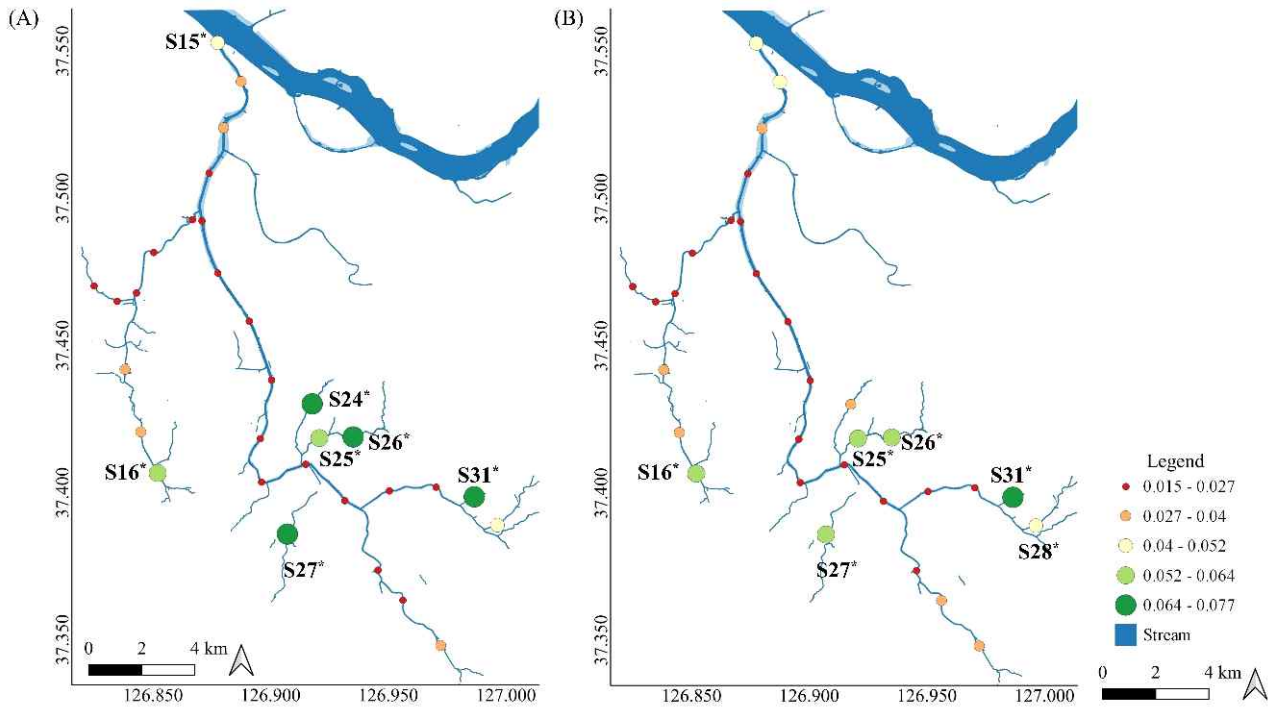 (A)
S15*
S24*
S26*
S25*
S16*
S31*
S27*
37.550
37.500
37.450
37.400
37.350
0 2 4 km
126.850 126.900 126.950 127.000
(B)
S26*
S25*
S16*
S31*
S27*
S28*
37.550
37.500
37.450
37.400
37.350
126.850 126.900 126.950 127.000
Legend
0.015 - 0.027
0.027 - 0.04
0.04 - 0.052
0.052 - 0.064
0.064 - 0.077
Stream
0 2 4 km